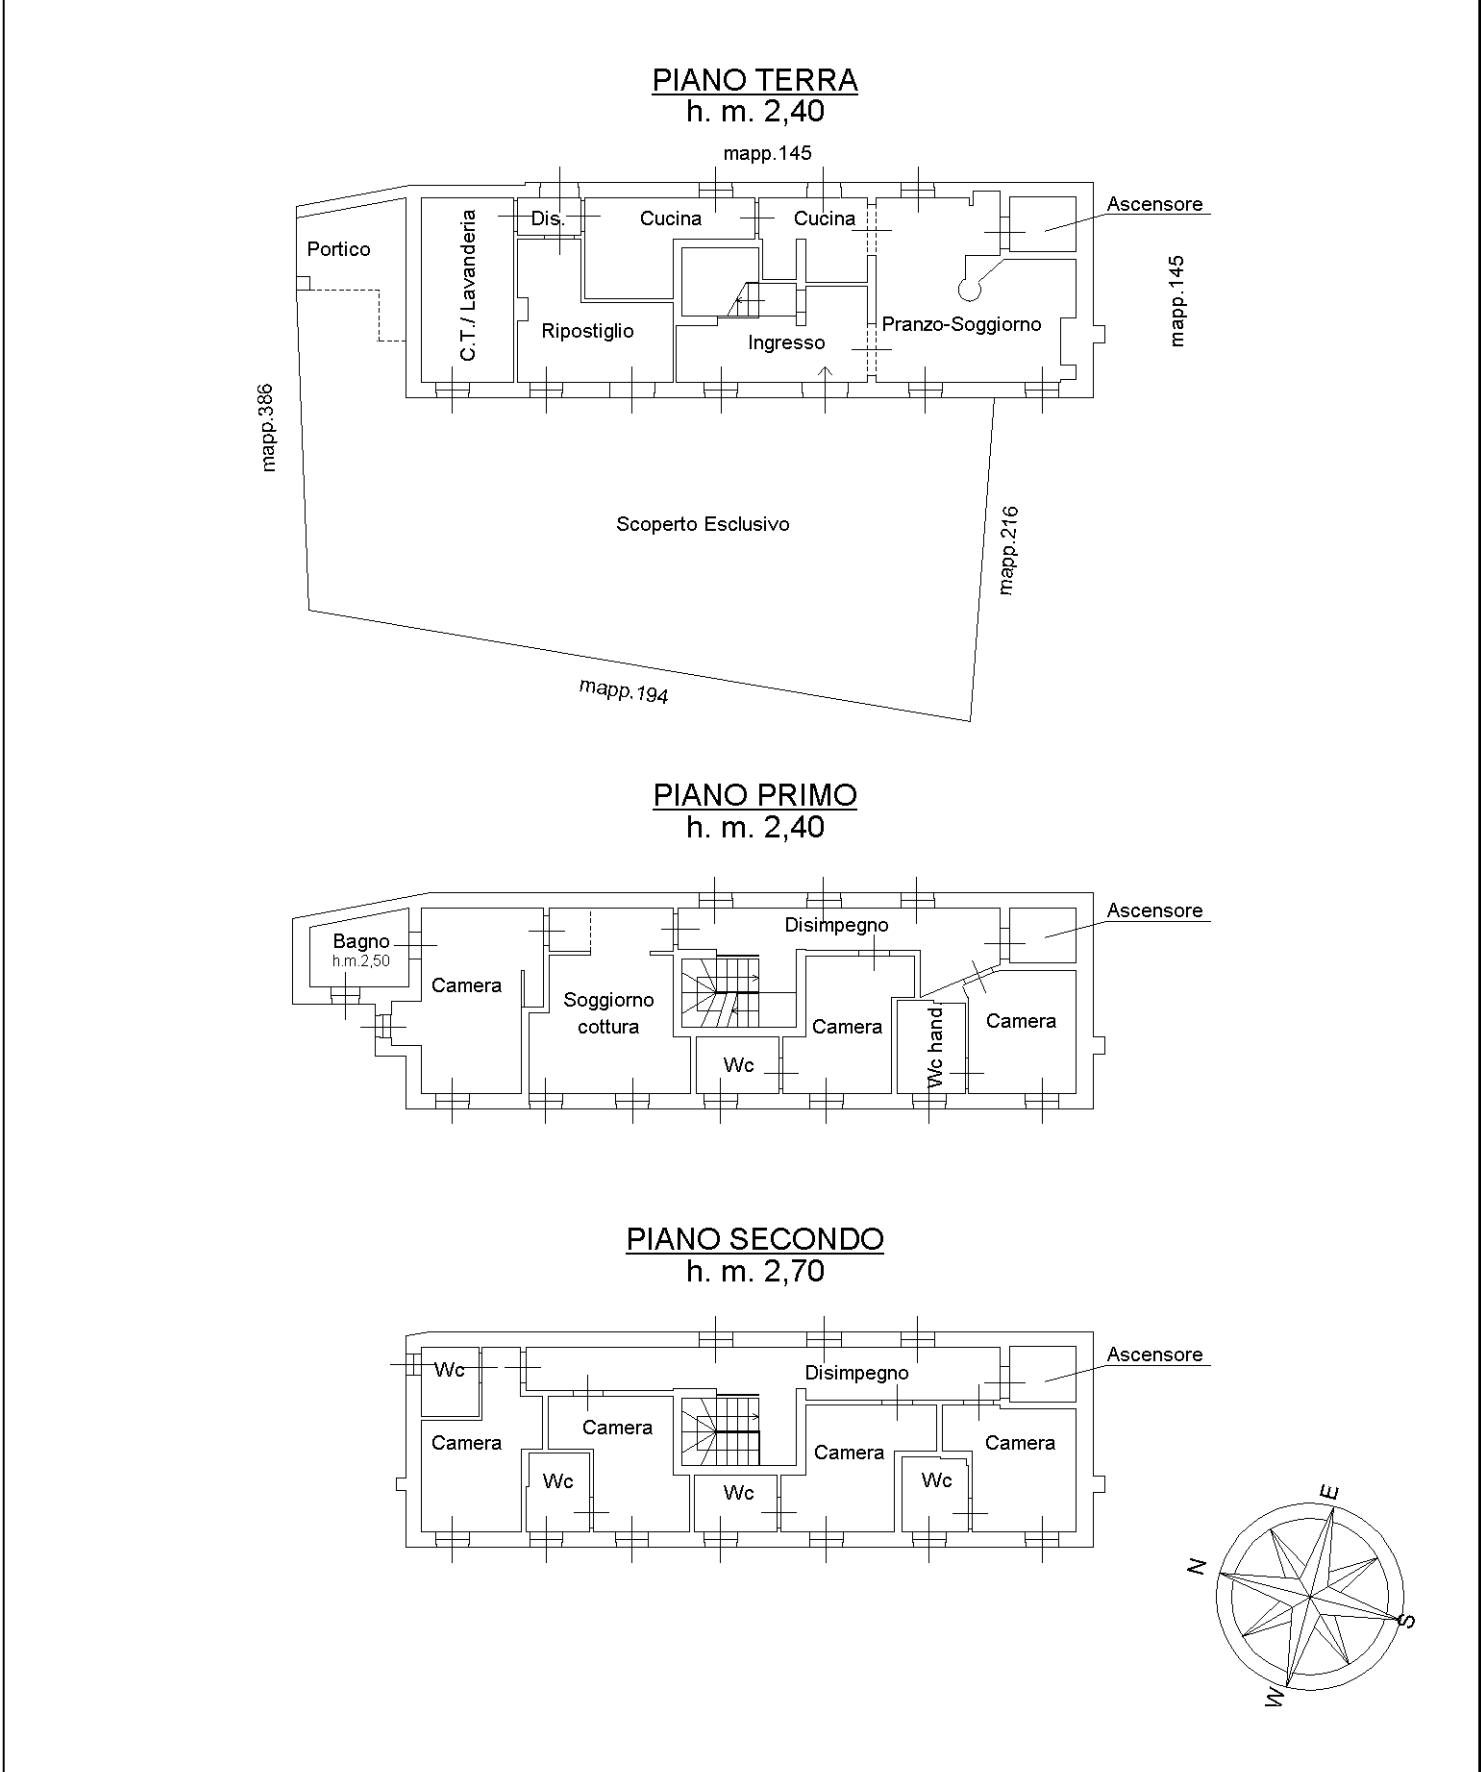 PIANO TERRA
h. m. 2,40
mapp.145
Ascensore
Portico
C.T./ Lavanderia
Dis.
Cucina
Cucina
mapp.145
Ripostiglio
Ingresso
Pranzo-Soggiorno
mapp.386
Scoperto Esclusivo
mapp.216
mapp.194
PIANO PRIMO
h. m. 2,40
Ascensore
Disimpegno
Bagno
h.m.2,50
Camera
Soggiorno
cottura
Wc
Camera
Wc hand
Camera
PIANO SECONDO
h. m. 2,70
Ascensore
Wc
Disimpegno
Camera
Camera
Camera
Camera
Wc
Wc
Wc
E
N
S
W